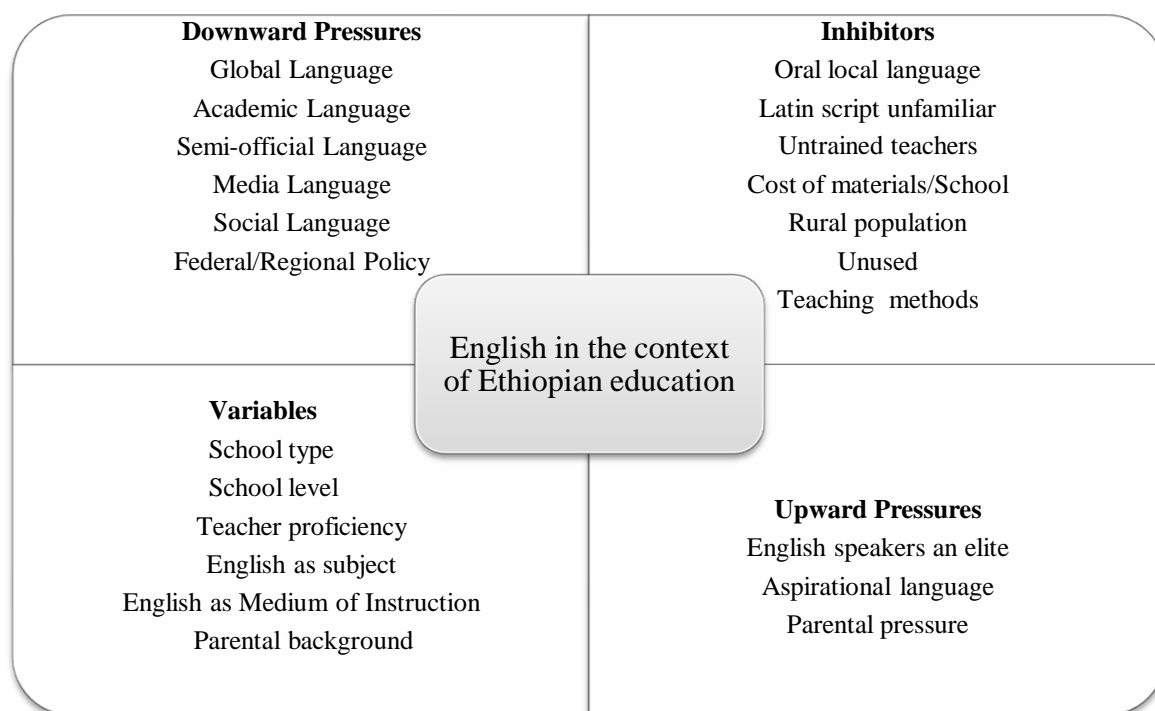 Downward Pressures
Global Language
Academic Language
Semi-official Language
Media Language
Social Language
Federal/Regional Policy
Inhibitors
Oral local language
Latin script unfamiliar
Untrained teachers
Cost of materials/School
Rural population
Unused
Teaching methods
English in the context
of Ethiopian education
Variables
School type
School level
Teacher proficiency
English as subject
English as Medium of Instruction
Parental background
Upward Pressures
English speakers an elite
Aspirational language
Parental pressure